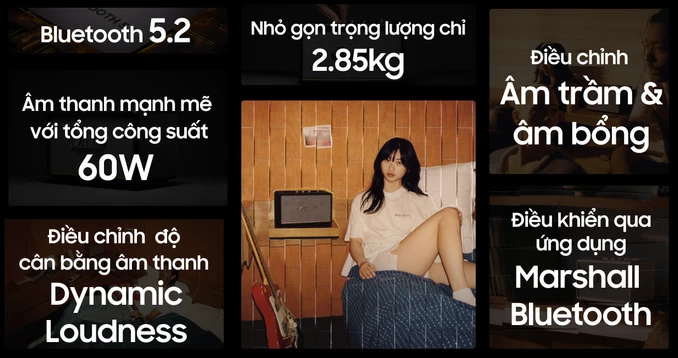 Bluetooth 5.2
Âm thanh mạnh mẽ
với tổng công suất
60W
Điều chỉnh độ
cân bằng âm thanh
Dynamic
Loudness
Nhỏ gọn trọng lượng chỉ
2.85kg
Điều chỉnh
Âm trầm &
âm bổng
Điều khiển qua
ứng dụng
Marshall
Bluetooth